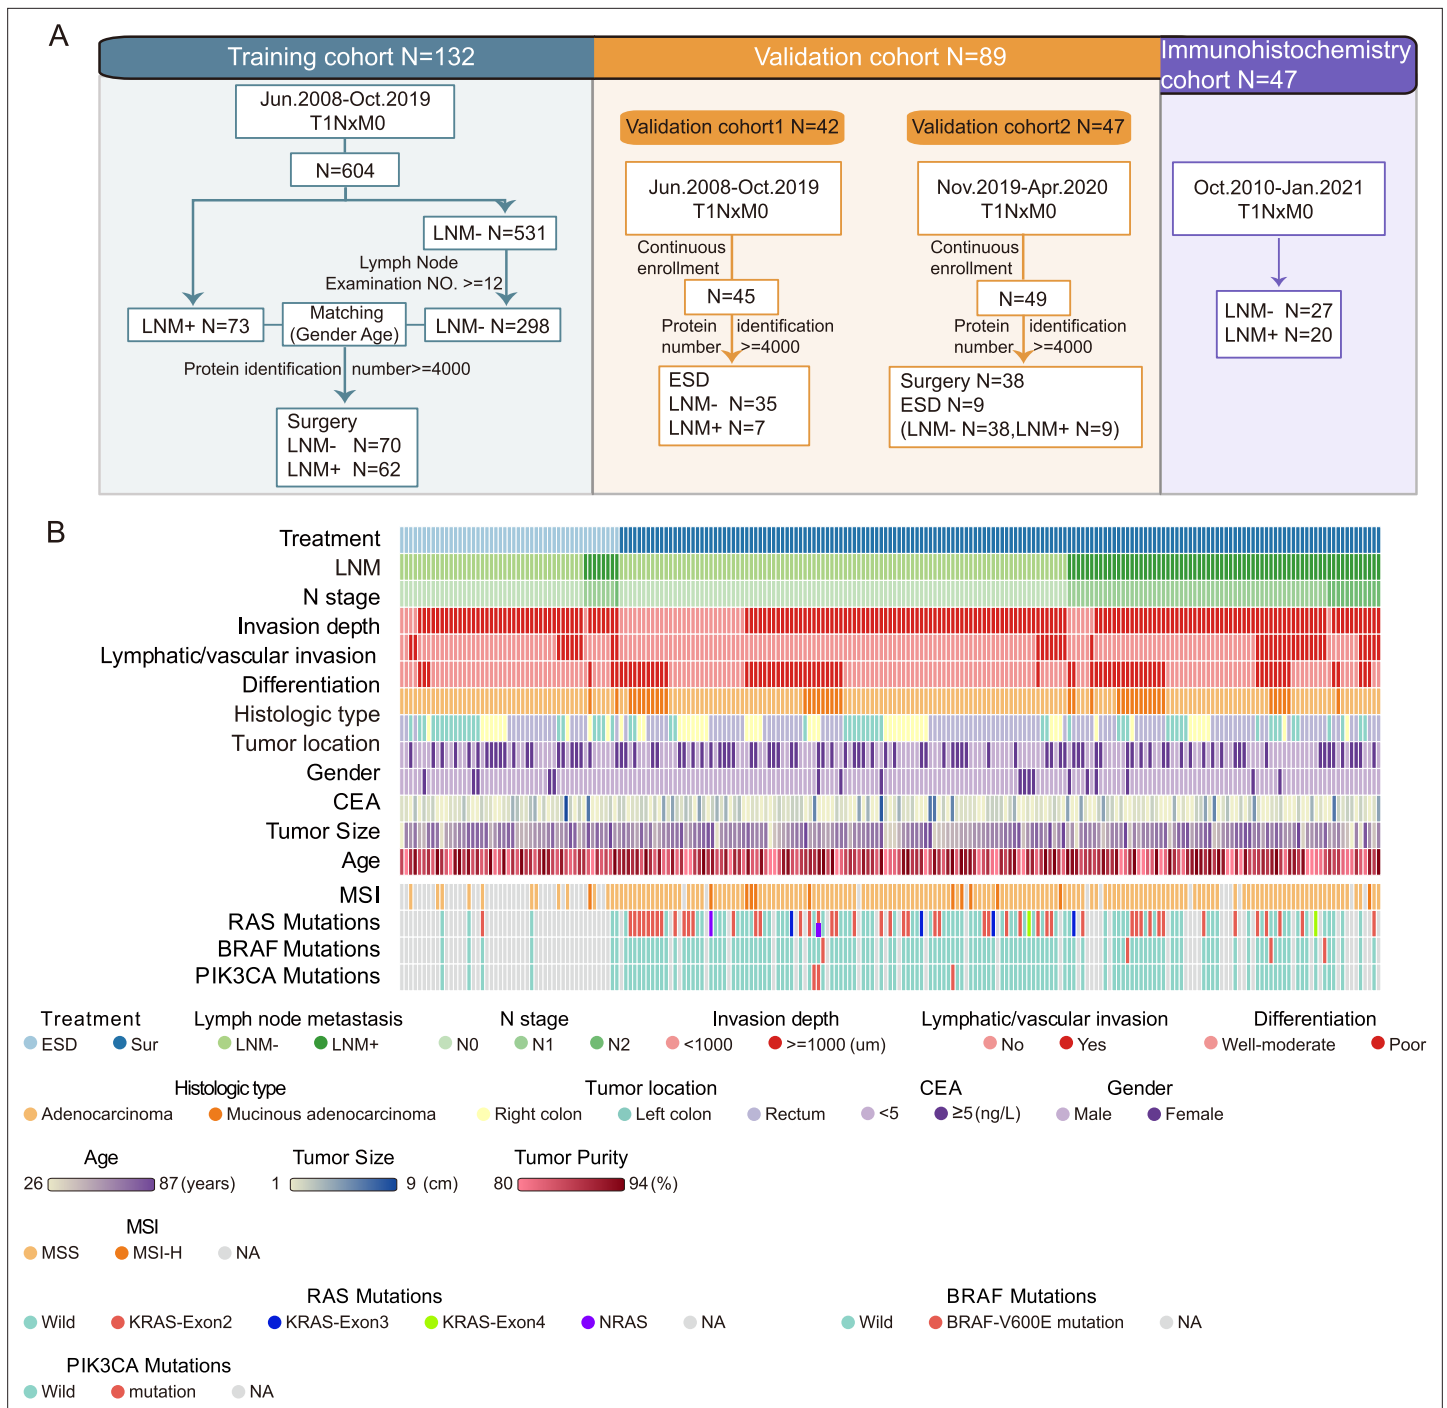 A
Training cohort N=132
Validation cohort N=89
Immunohistochemistry
cohort N=47
Jun.2008-Oct.2019
T1NxM0
N=604
LNM- N=531
Lymph Node
Examination NO. >=12
LNM+ N=73
Matching
(Gender Age)
LNM- N=298
Protein identification number>=4000
Surgery
LNM- N=70
LNM+ N=62
Validation cohort1 N=42
Jun.2008-Oct.2019
T1NxM0
Continuous
enrollment
N=45
Protein identification
number >=4000
ESD
LNM- N=35
LNM+ N=7
Validation cohort2 N=47
Nov.2019-Apr.2020
T1NxM0
Continuous
enrollment
N=49
Protein identification
number >=4000
Surgery N=38
ESD N=9
(LNM- N=38,LNM+ N=9)
Oct.2010-Jan.2021
T1NxM0
LNM- N=27
LNM+ N=20
B
Treatment
LNM
N stage
Invasion depth
Lymphatic/vascular invasion
Differentiation
Histologic type
Tumor location
Gender
CEA
Tumor Size
Age
MSI
RAS Mutations
BRAF Mutations
PIK3CA Mutations
Treatment Lymph node metastasis N stage Invasion depth Lymphatic/vascular invasion Differentiation
ESD Sur LNM- LNM+ N0 N1 N2 <1000 >=1000 (um) No Yes Well-moderate Poor
Histologic type Tumor location CEA Gender
Adenocarcinoma Mucinous adenocarcinoma Right colon Left colon Rectum <5 ≥5(ng/L) Male Female
Age Tumor Size Tumor Purity
26 87 (years) 1 9 (cm) 80 94 (%)
MSI
MSS MSI-H NA
RAS Mutations BRAF Mutations
Wild KRAS-Exon2 KRAS-Exon3 KRAS-Exon4 NRAS NA Wild BRAF-V600E mutation NA
PIK3CA Mutations
Wild mutation NA